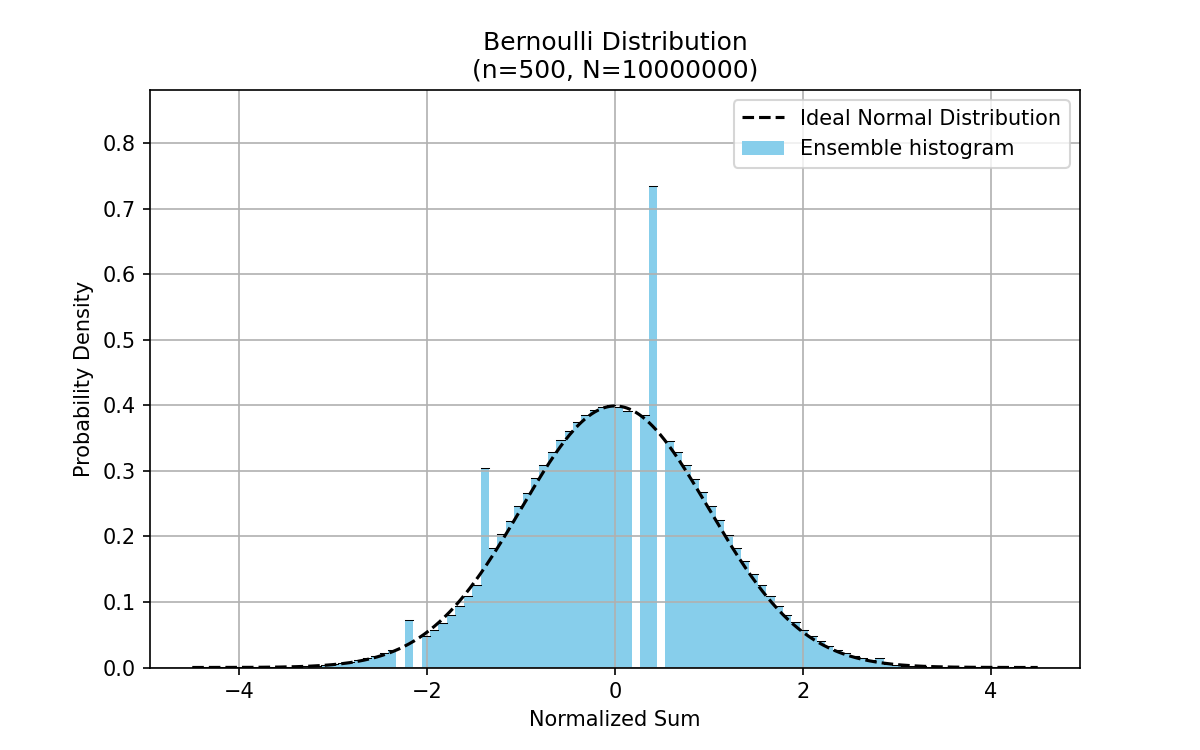 Bernoulli Distribution
(n=500, N=10000000)
Ideal Normal Distribution
Ensemble histogram
Probability Density
0.8
0.7
0.6
0.5
0.4
0.3
0.2
0.1
0.0
−4
−2
0
2
4
Normalized Sum